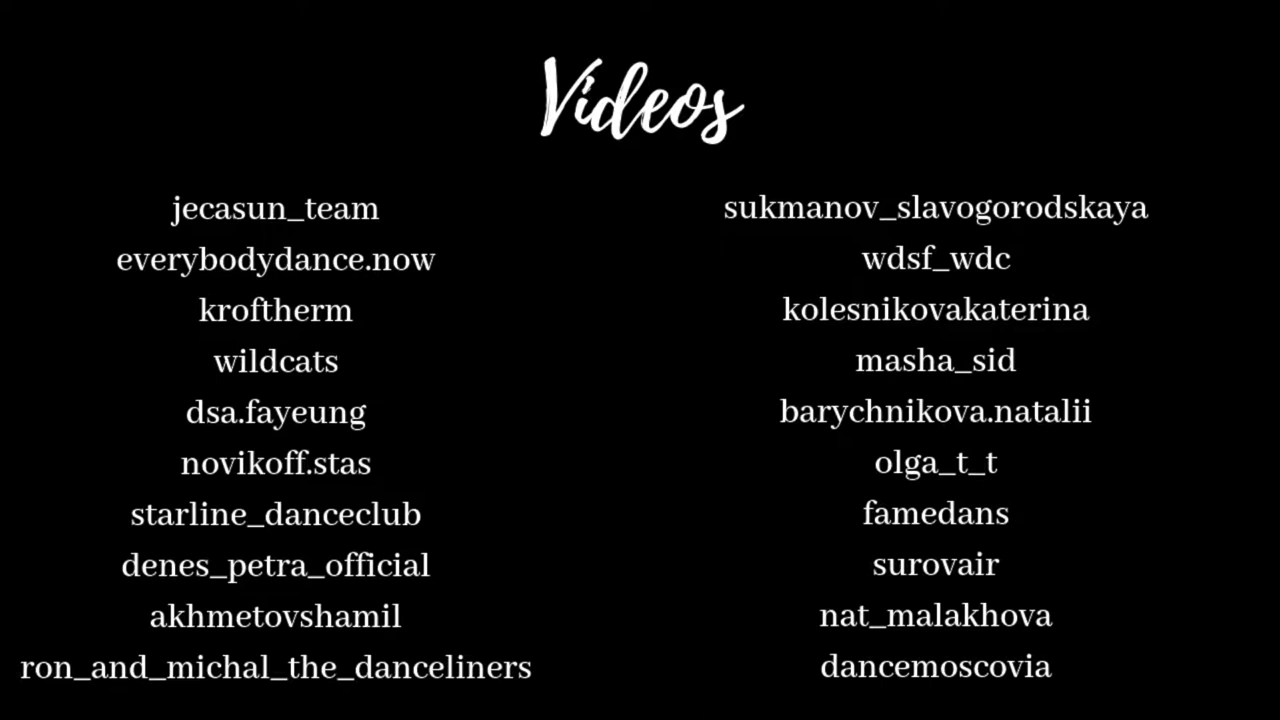 Videos
jecasun_team
everybodydance.now
kroftherm
wildcats
dsa.fayeung
novikoff.stas
starline_danceclub
denes_petra_official
akhmetovshamil
ron_and_michal_the_danceliners
sukmanov_slavogorodskaya
wdsf_wdc
kolesnikovakaterina
masha_sid
barychnikova.natalii
olga_t_t
famedans
surovair
nat_malakhova
dancemoscovia